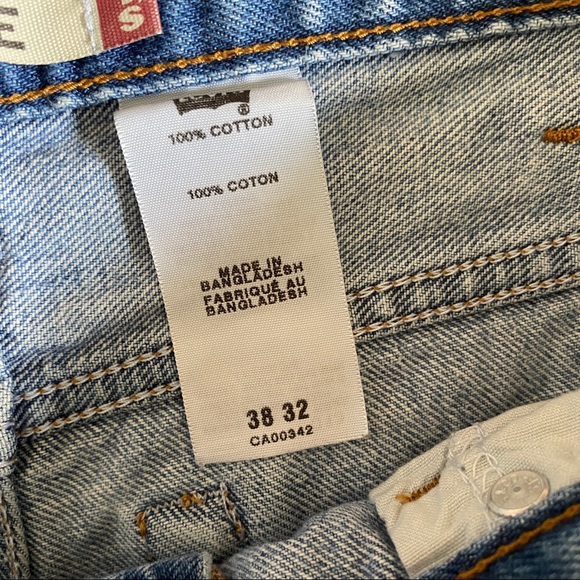 E
S
®
100% COTTON
100% COTON
MADE IN
BANGLADESH
FABRIQUÉ AU
BANGLADESH
38 32
CA00342